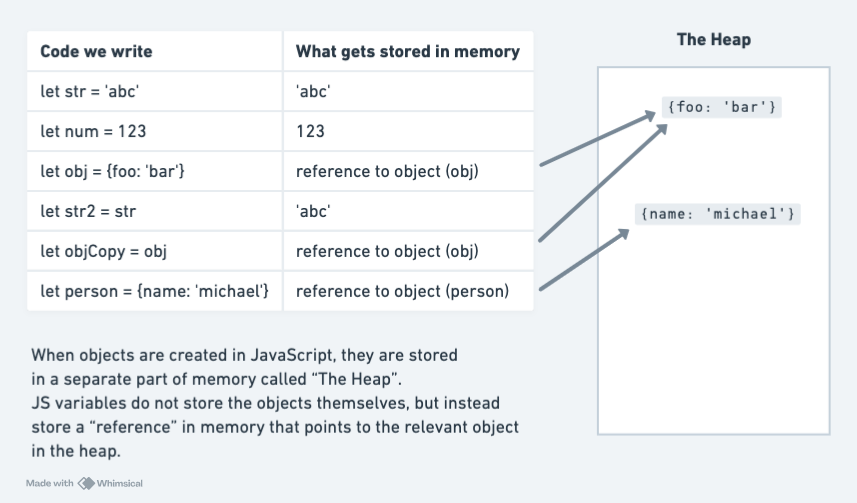 Code we write
What gets stored in memory
let str = 'abc'
'abc'
let num = 123
123
let obj = {foo: 'bar'}
reference to object (obj)
let str2 = str
'abc'
let objCopy = obj
reference to object (obj)
let person = {name: 'michael'}
reference to object (person)
The Heap
{foo: 'bar'}
{name: 'michael'}
When objects are created in JavaScript, they are stored
in a separate part of memory called “The Heap”.
JS variables do not store the objects themselves, but instead
store a “reference” in memory that points to the relevant object
in the heap.
Made with Whimsical